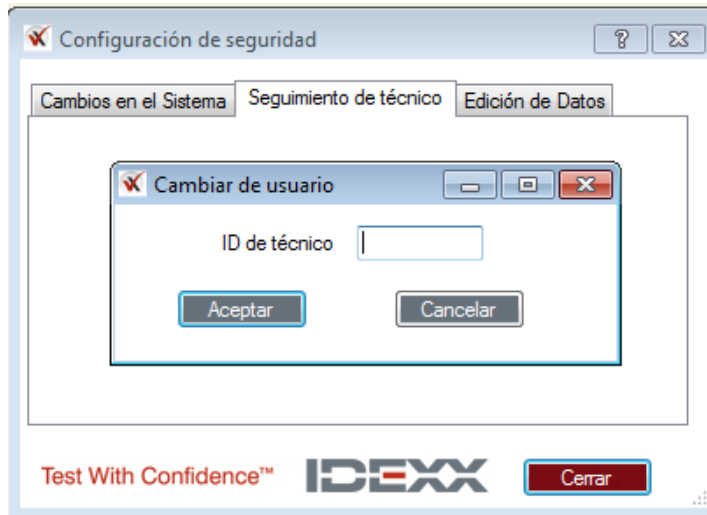 Configuración de seguridad
Cambios en el Sistema Seguimiento de técnico Edición de Datos
Cambiar de usuario
ID de técnico
Aceptar Cancelar
Test With Confidence™ IDEXX Cerrar